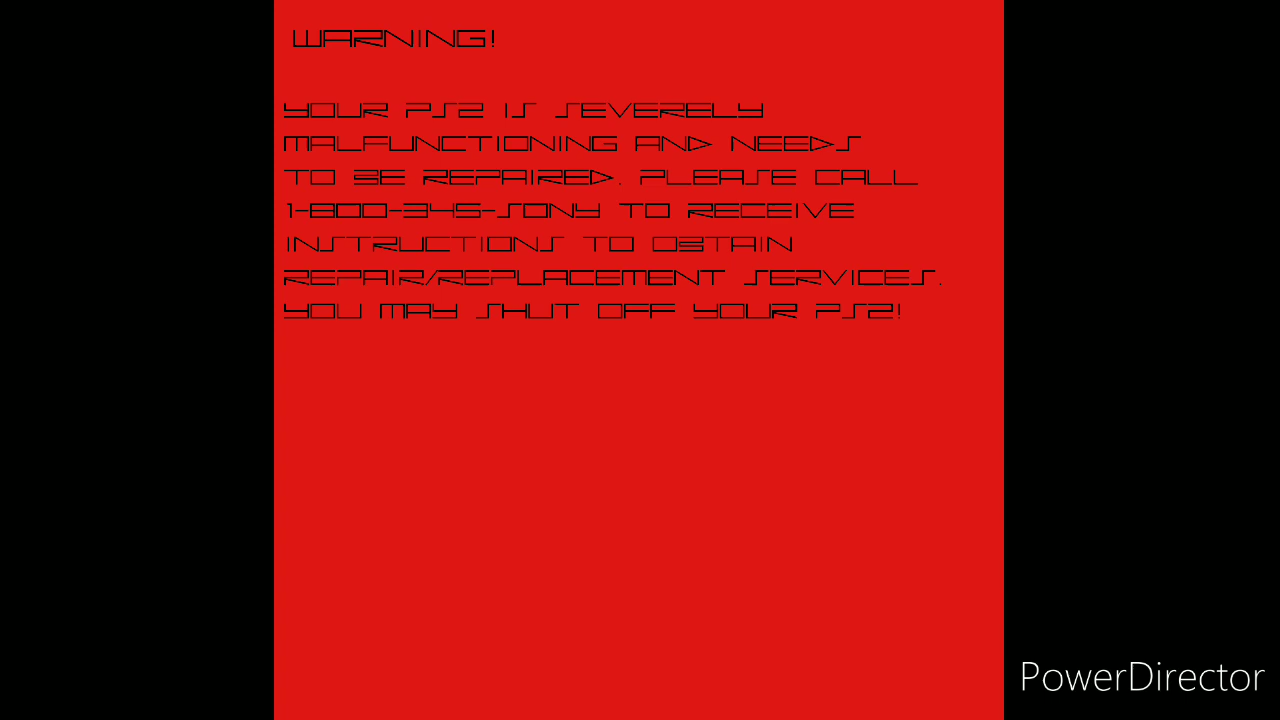 WARNING!
YOUR PS2 IS SEVERELY
MALFUNCTIONING AND NEEDS
TO BE REPAIRED. PLEASE CALL
1-800-345-SONY TO RECEIVE
INSTRUCTIONS TO OBTAIN
REPAIR/REPLACEMENT SERVICES.
YOU MAY SHUT OFF YOUR PS2!
PowerDirector